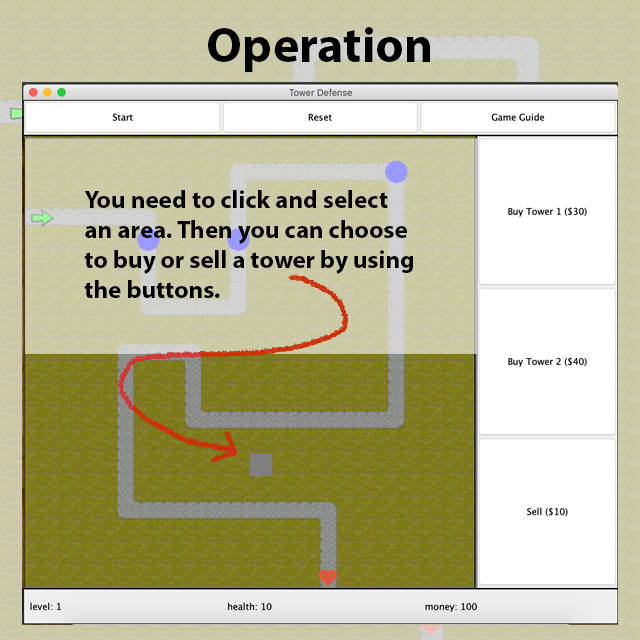 Operation
Tower Defense
Start
Reset
Game Guide
You need to click and select
an area. Then you can choose
to buy or sell a tower by using
the buttons.
Buy Tower 1 ($30)
Buy Tower 2 ($40)
Sell ($10)
level: 1
health: 10
money: 100